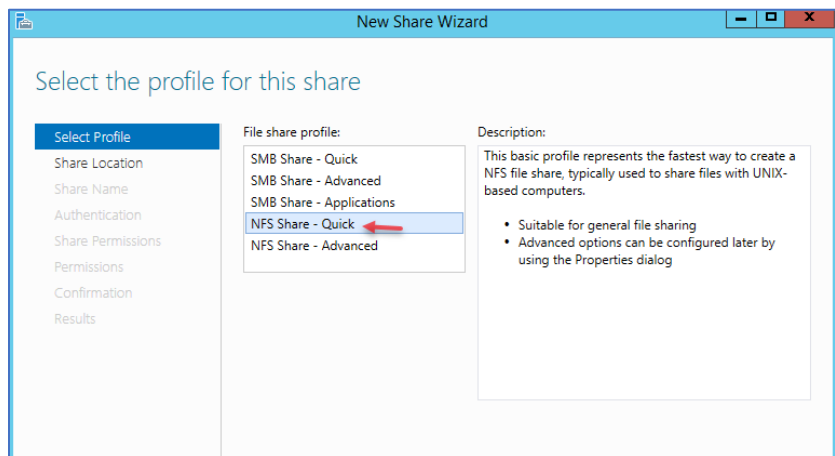 New Share Wizard
Select the profile for this share
Select Profile
Share Location
Share Name
Authentication
Share Permissions
Permissions
Confirmation
Results
File share profile:
SMB Share - Quick
SMB Share - Advanced
SMB Share - Applications
NFS Share - Quick
NFS Share - Advanced
Description:
This basic profile represents the fastest way to create a
NFS file share, typically used to share files with UNIX-
based computers.
• Suitable for general file sharing
• Advanced options can be configured later by
using the Properties dialog